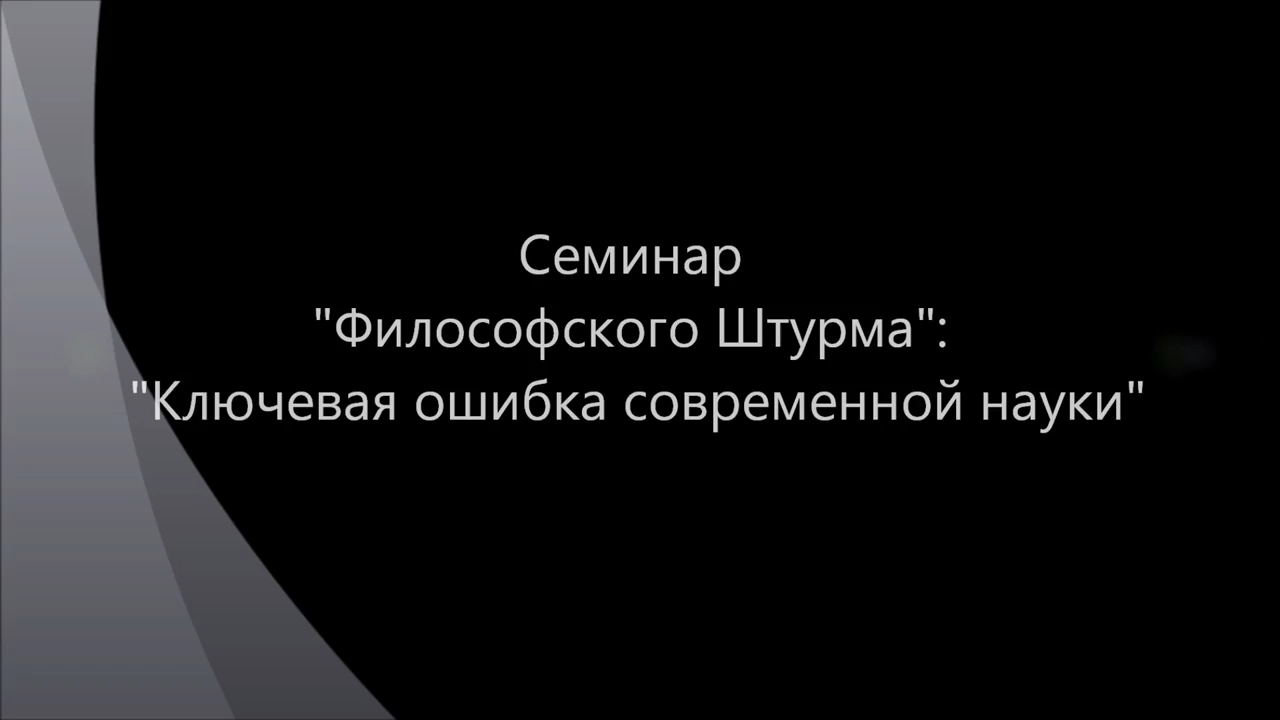 Семинар
"Философского Штурма":
"Ключевая ошибка современной науки"